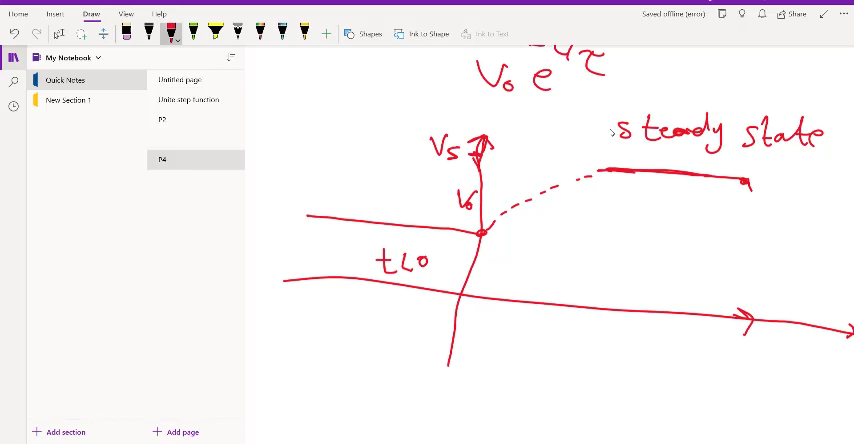 Home Insert Draw View Help
Saved offline (error) Share
Shapes Ink to Shape Ink to Text
My Notebook
Quick Notes
New Section 1
Untitled page
Unite step function
P2
P4
V₀ e
steady state
Vs
V₀
t<0
Add section
Add page